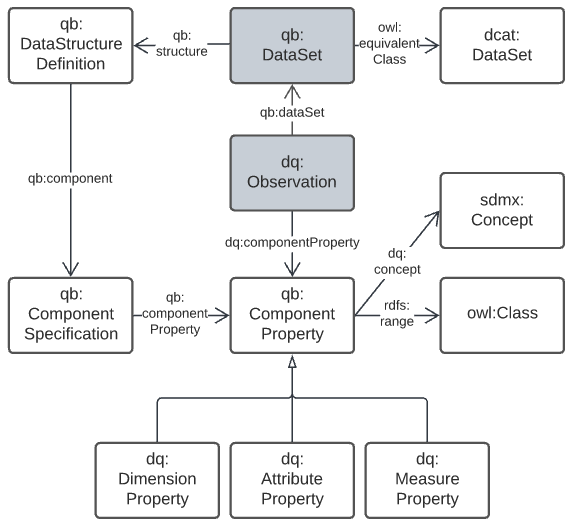 qb:
DataStructure
Definition
qb:
structure
qb:
DataSet
owl:
equivalent
Class
dcat:
DataSet
qb:dataSet
dq:
Observation
qb:component
dq:componentProperty
sdmx:
Concept
dq:
concept
qb:
Component
Specification
qb:
component
Property
qb:
Component
Property
rdfs:
range
owl:Class
dq:
Dimension
Property
dq:
Attribute
Property
dq:
Measure
Property